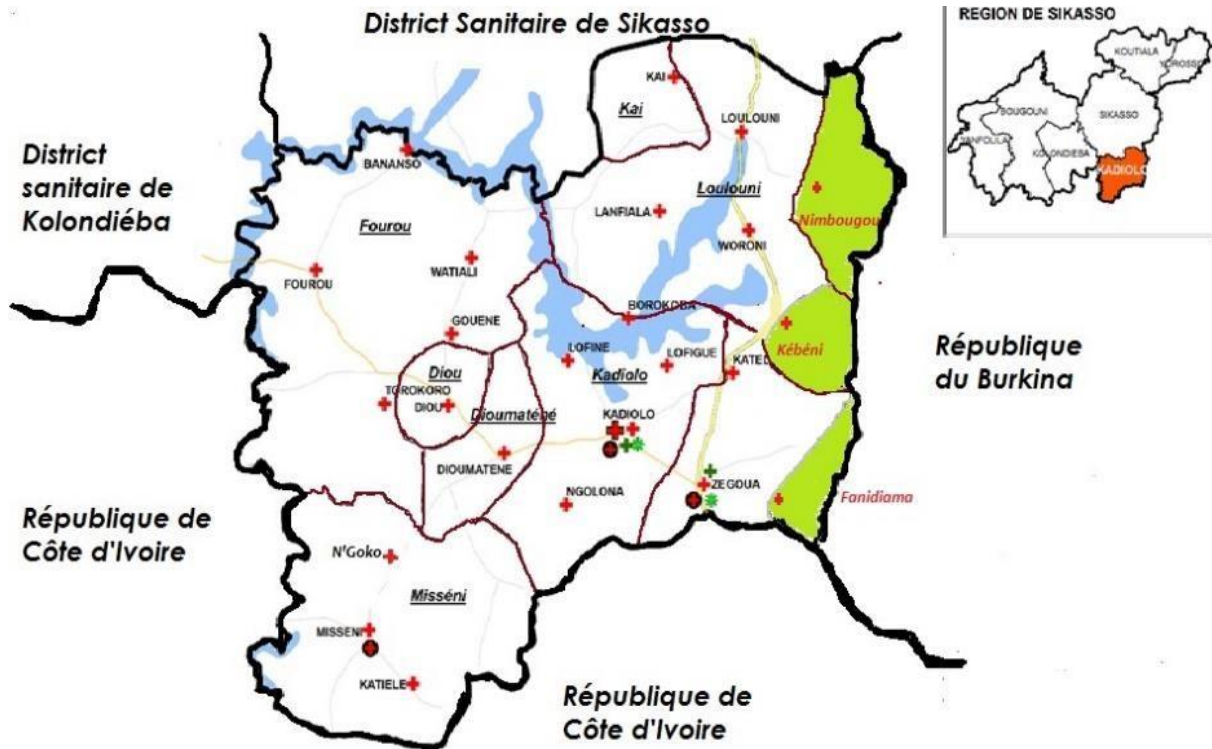 District Sanitaire de Sikasso
REGION DE SIKASSO
KOUTIALA
YOROSSO
BOUGOUNI
SIKASSO
YANFOLILA
KOLONDIEBA
KADIOLO
KAI
Kai
LOULOUNI
District
sanitaire de
Kolondiéba
BANANSO
Loulouni
LANFIALA
Nimbougou
Fourou
WORONI
WATIALI
FOUROU
BOROKOBA
GOUENE
LOFINE
LOFIGUE
KATEL
Kébéni
République
du Burkina
Diou
Kadiolo
TOROKORO
DIOU
Dioumaténé
KADIOLO
DIOUMATENE
ZEGOUA
NGOLONA
Fanidiama
République de
Côte d'Ivoire
N'Goko
Misséni
MISSENI
KATIELE
République de
Côte d'Ivoire